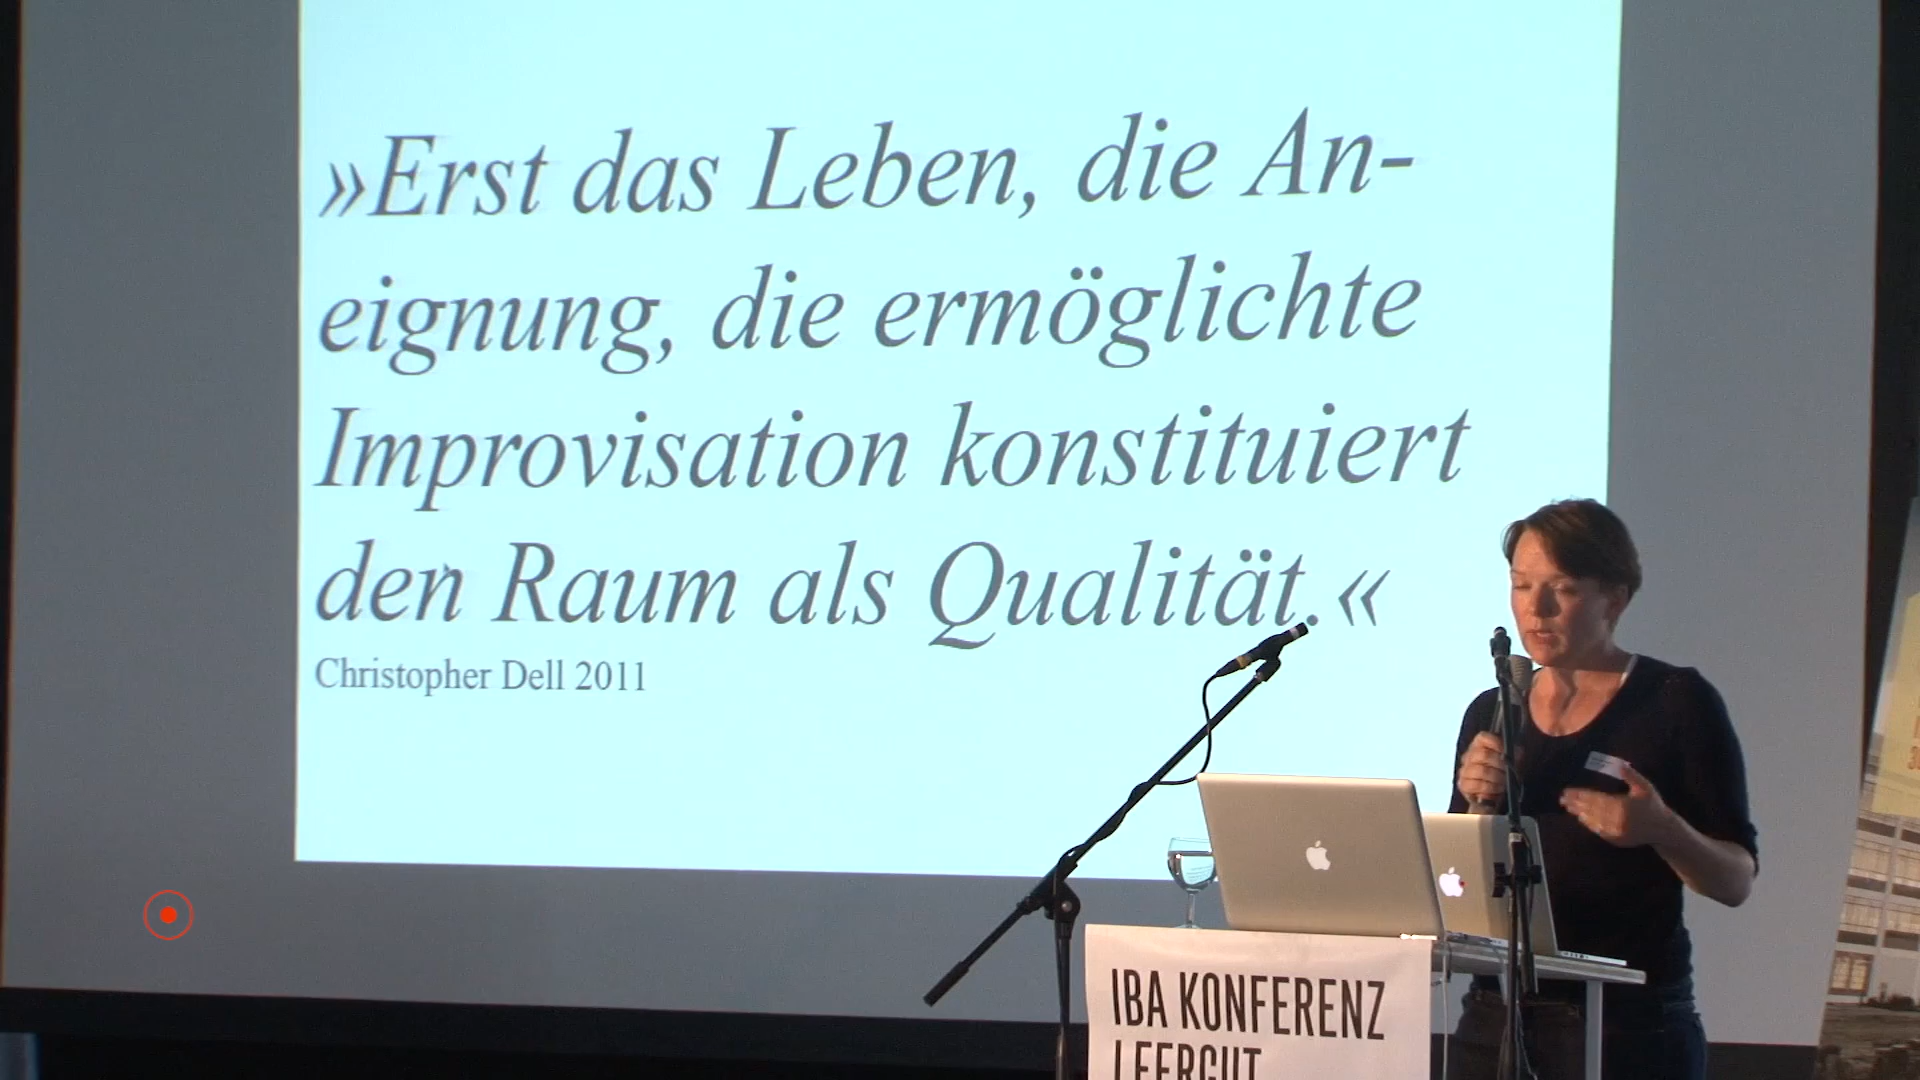 »Erst das Leben, die An-
eignung, die ermöglichte
Improvisation konstituiert
den Raum als Qualität.«
Christopher Dell 2011
IBA KONFERENZ
LEERGUT